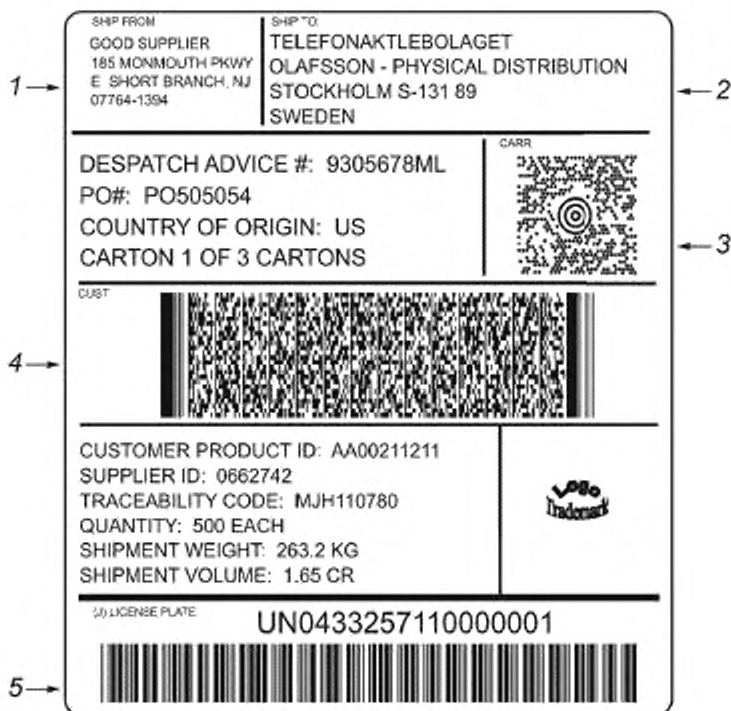 SHIP FROM
GOOD SUPPLIER
185 MONMOUTH PKWY
E SHORT BRANCH, NJ
07764-1394
SHIP TO:
TELEFONAKTLEBOLAGET
OLAFSSON - PHYSICAL DISTRIBUTION
STOCKHOLM S-131 89
SWEDEN
1
2
DESPATCH ADVICE #: 9305678ML
PO#: PO505054
COUNTRY OF ORIGIN: US
CARTON 1 OF 3 CARTONS
CARR
3
CUST
4
CUSTOMER PRODUCT ID: AA00211211
SUPPLIER ID: 0662742
TRACEABILITY CODE: MJH110780
QUANTITY: 500 EACH
SHIPMENT WEIGHT: 263.2 KG
SHIPMENT VOLUME: 1.65 CR
Logo
Trademark
(J) LICENSE PLATE
UN0433257110000001
5